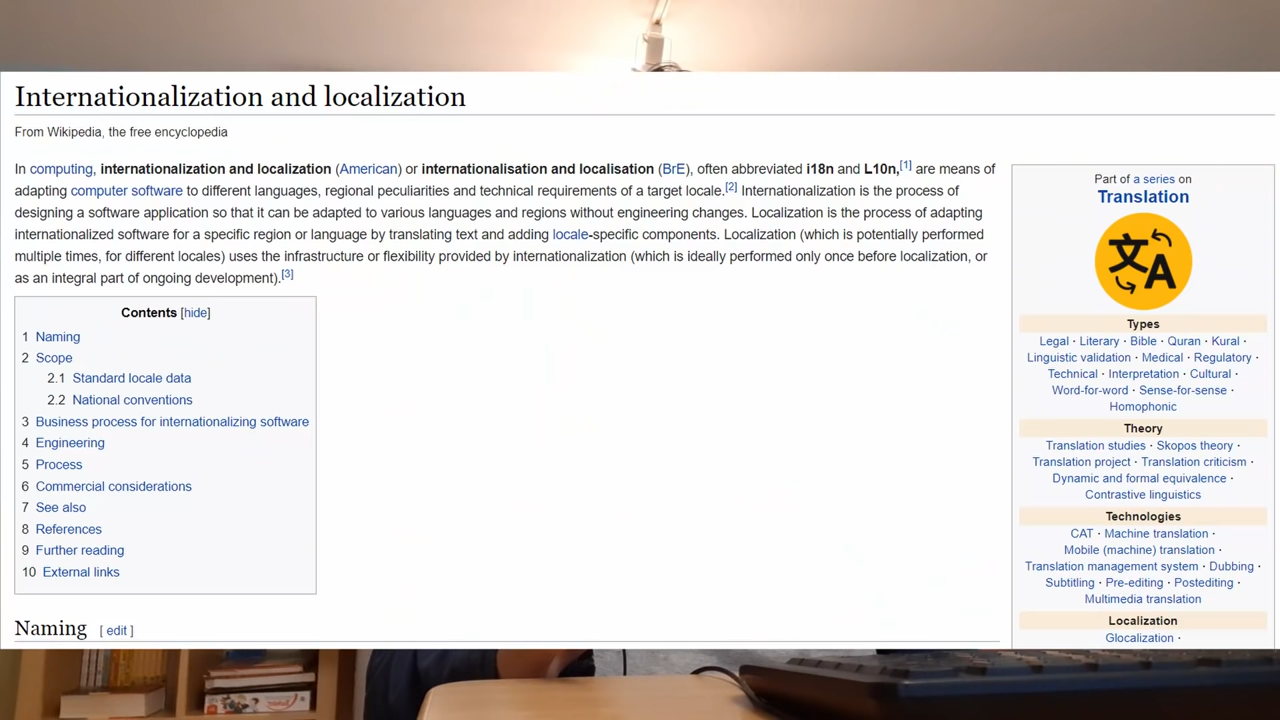 Internationalization and localization
From Wikipedia, the free encyclopedia
In computing, internationalization and localization (American) or internationalisation and localisation (BrE), often abbreviated i18n and L10n,[1] are means of
adapting computer software to different languages, regional peculiarities and technical requirements of a target locale.[2] Internationalization is the process of
designing a software application so that it can be adapted to various languages and regions without engineering changes. Localization is the process of adapting
internationalized software for a specific region or language by translating text and adding locale-specific components. Localization (which is potentially performed
multiple times, for different locales) uses the infrastructure or flexibility provided by internationalization (which is ideally performed only once before localization, or
as an integral part of ongoing development).[3]
Contents [hide]
1 Naming
2 Scope
2.1 Standard locale data
2.2 National conventions
3 Business process for internationalizing software
4 Engineering
5 Process
6 Commercial considerations
7 See also
8 References
9 Further reading
10 External links
Naming [ edit ]
Part of a series on
Translation
文A
Types
Legal · Literary · Bible · Quran · Kural ·
Linguistic validation · Medical · Regulatory ·
Technical · Interpretation · Cultural ·
Word-for-word · Sense-for-sense ·
Homophonic
Theory
Translation studies · Skopos theory ·
Translation project · Translation criticism ·
Dynamic and formal equivalence ·
Contrastive linguistics
Technologies
CAT · Machine translation ·
Mobile (machine) translation ·
Translation management system · Dubbing ·
Subtitling · Pre-editing · Postediting ·
Multimedia translation
Localization
Glocalization ·